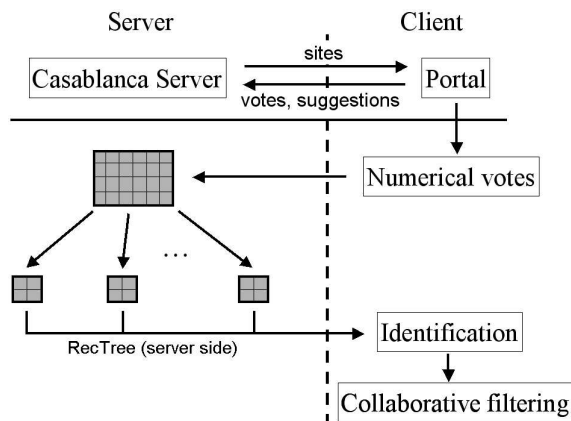 Server
Client
sites
Casablanca Server
Portal
votes, suggestions
Numerical votes
...
RecTree (server side)
Identification
Collaborative filtering